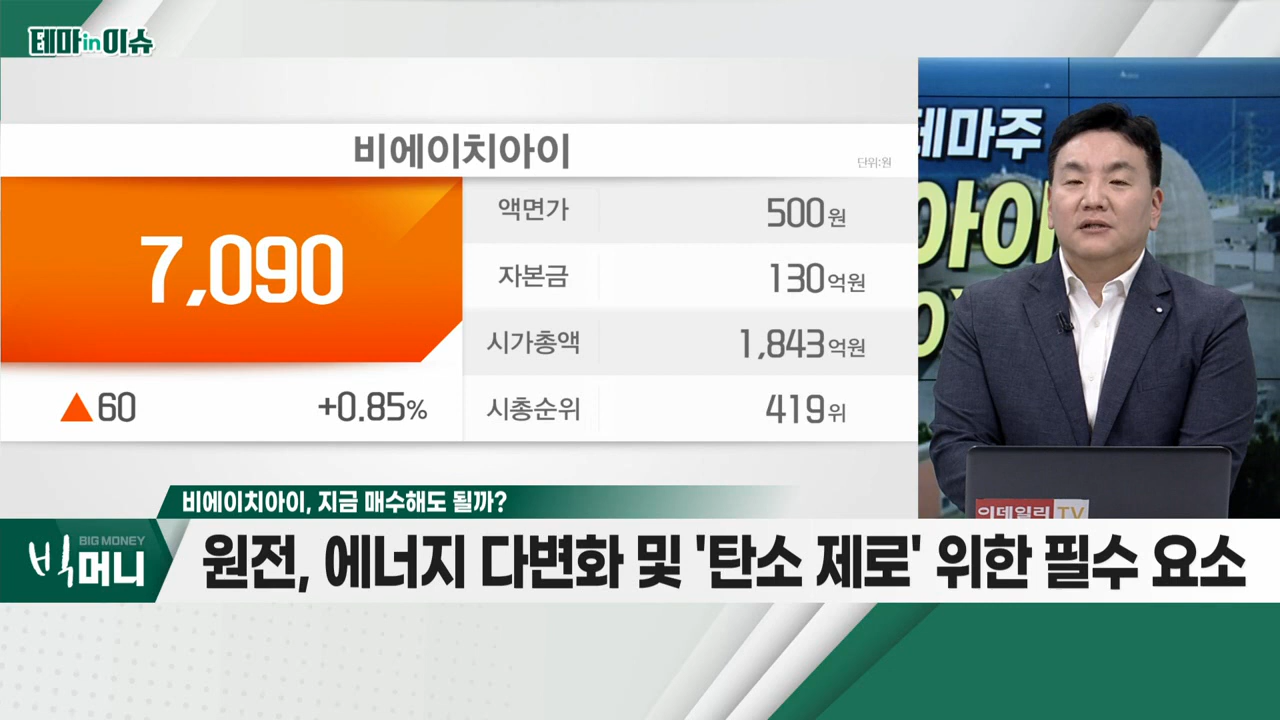 테마in이슈
비에이치아이
단위:원
7,090
▲60 +0.85%
액면가 500원
자본금 130억원
시가총액 1,843억원
시총순위 419위
테마주
아이
이데일리TV
비에이치아이, 지금 매수해도 될까?
BIG MONEY
빅머니
원전, 에너지 다변화 및 '탄소 제로' 위한 필수 요소